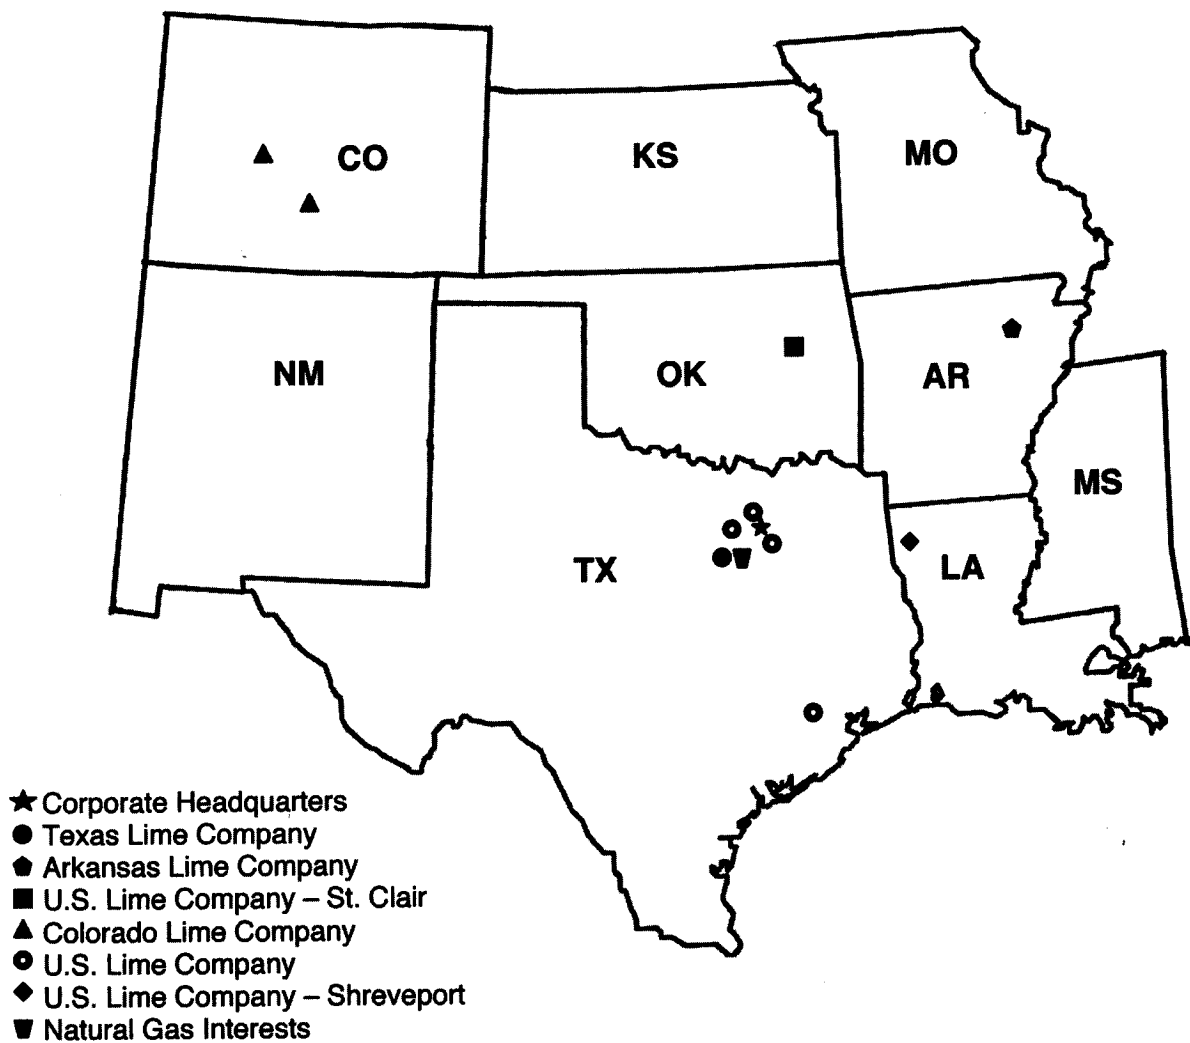 CO
KS
MO
NM
OK
AR
MS
TX
LA
Corporate Headquarters
Texas Lime Company
Arkansas Lime Company
U.S. Lime Company – St. Clair
Colorado Lime Company
U.S. Lime Company
U.S. Lime Company – Shreveport
Natural Gas Interests